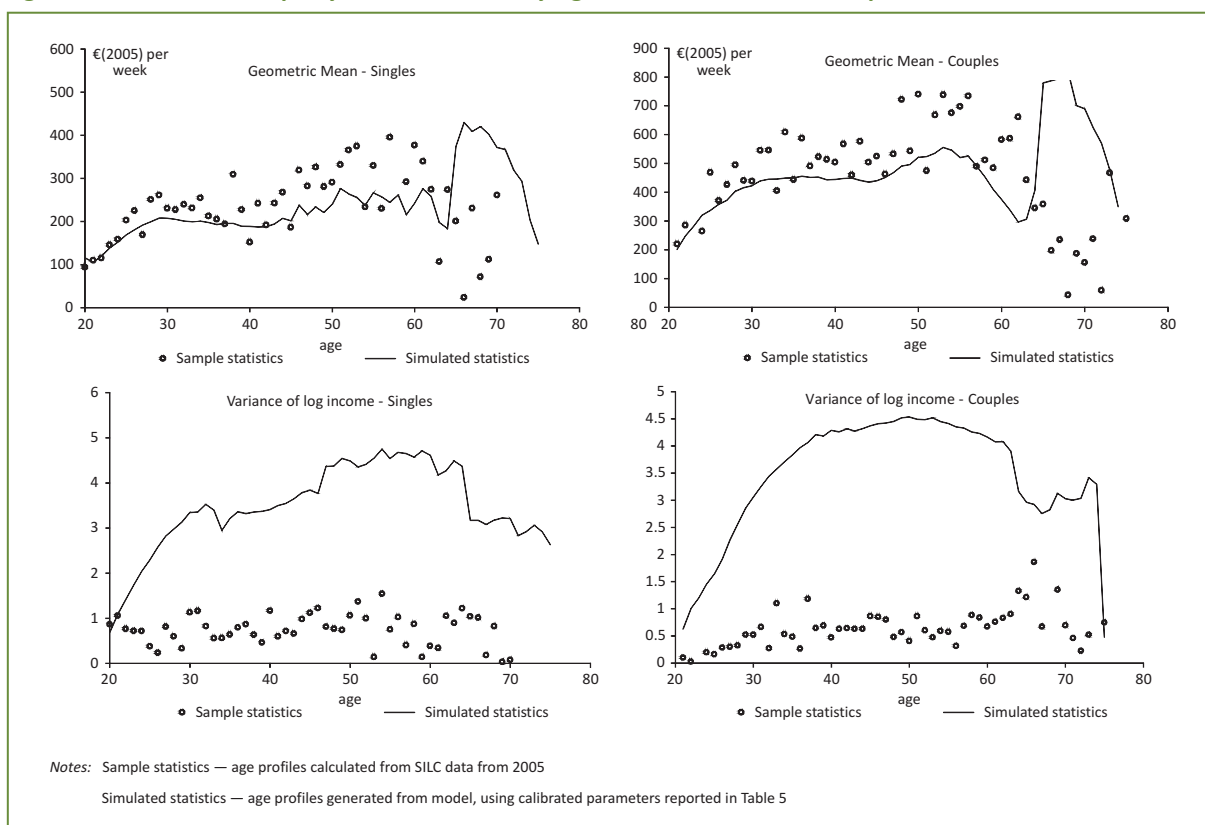 €(2005) per
week
Geometric Mean - Singles
600
500
400
300
200
100
0
20 30 40 50 60 70 80
age
Sample statistics Simulated statistics
€(2005) per
week
Geometric Mean - Couples
900
800
700
600
500
400
300
200
100
0
80 30 40 50 60 70 80
age
Sample statistics Simulated statistics
Variance of log income - Singles
6
5
4
3
2
1
0
20 30 40 50 60 70 80
age
Sample statistics Simulated statistics
Variance of log income - Couples
5
4.5
4
3.5
3
2.5
2
1.5
1
0.5
0
20 30 40 50 60 70 80
age
Sample statistics Simulated statistics
Notes: Sample statistics — age profiles calculated from SILC data from 2005
Simulated statistics — age profiles generated from model, using calibrated parameters reported in Table 5